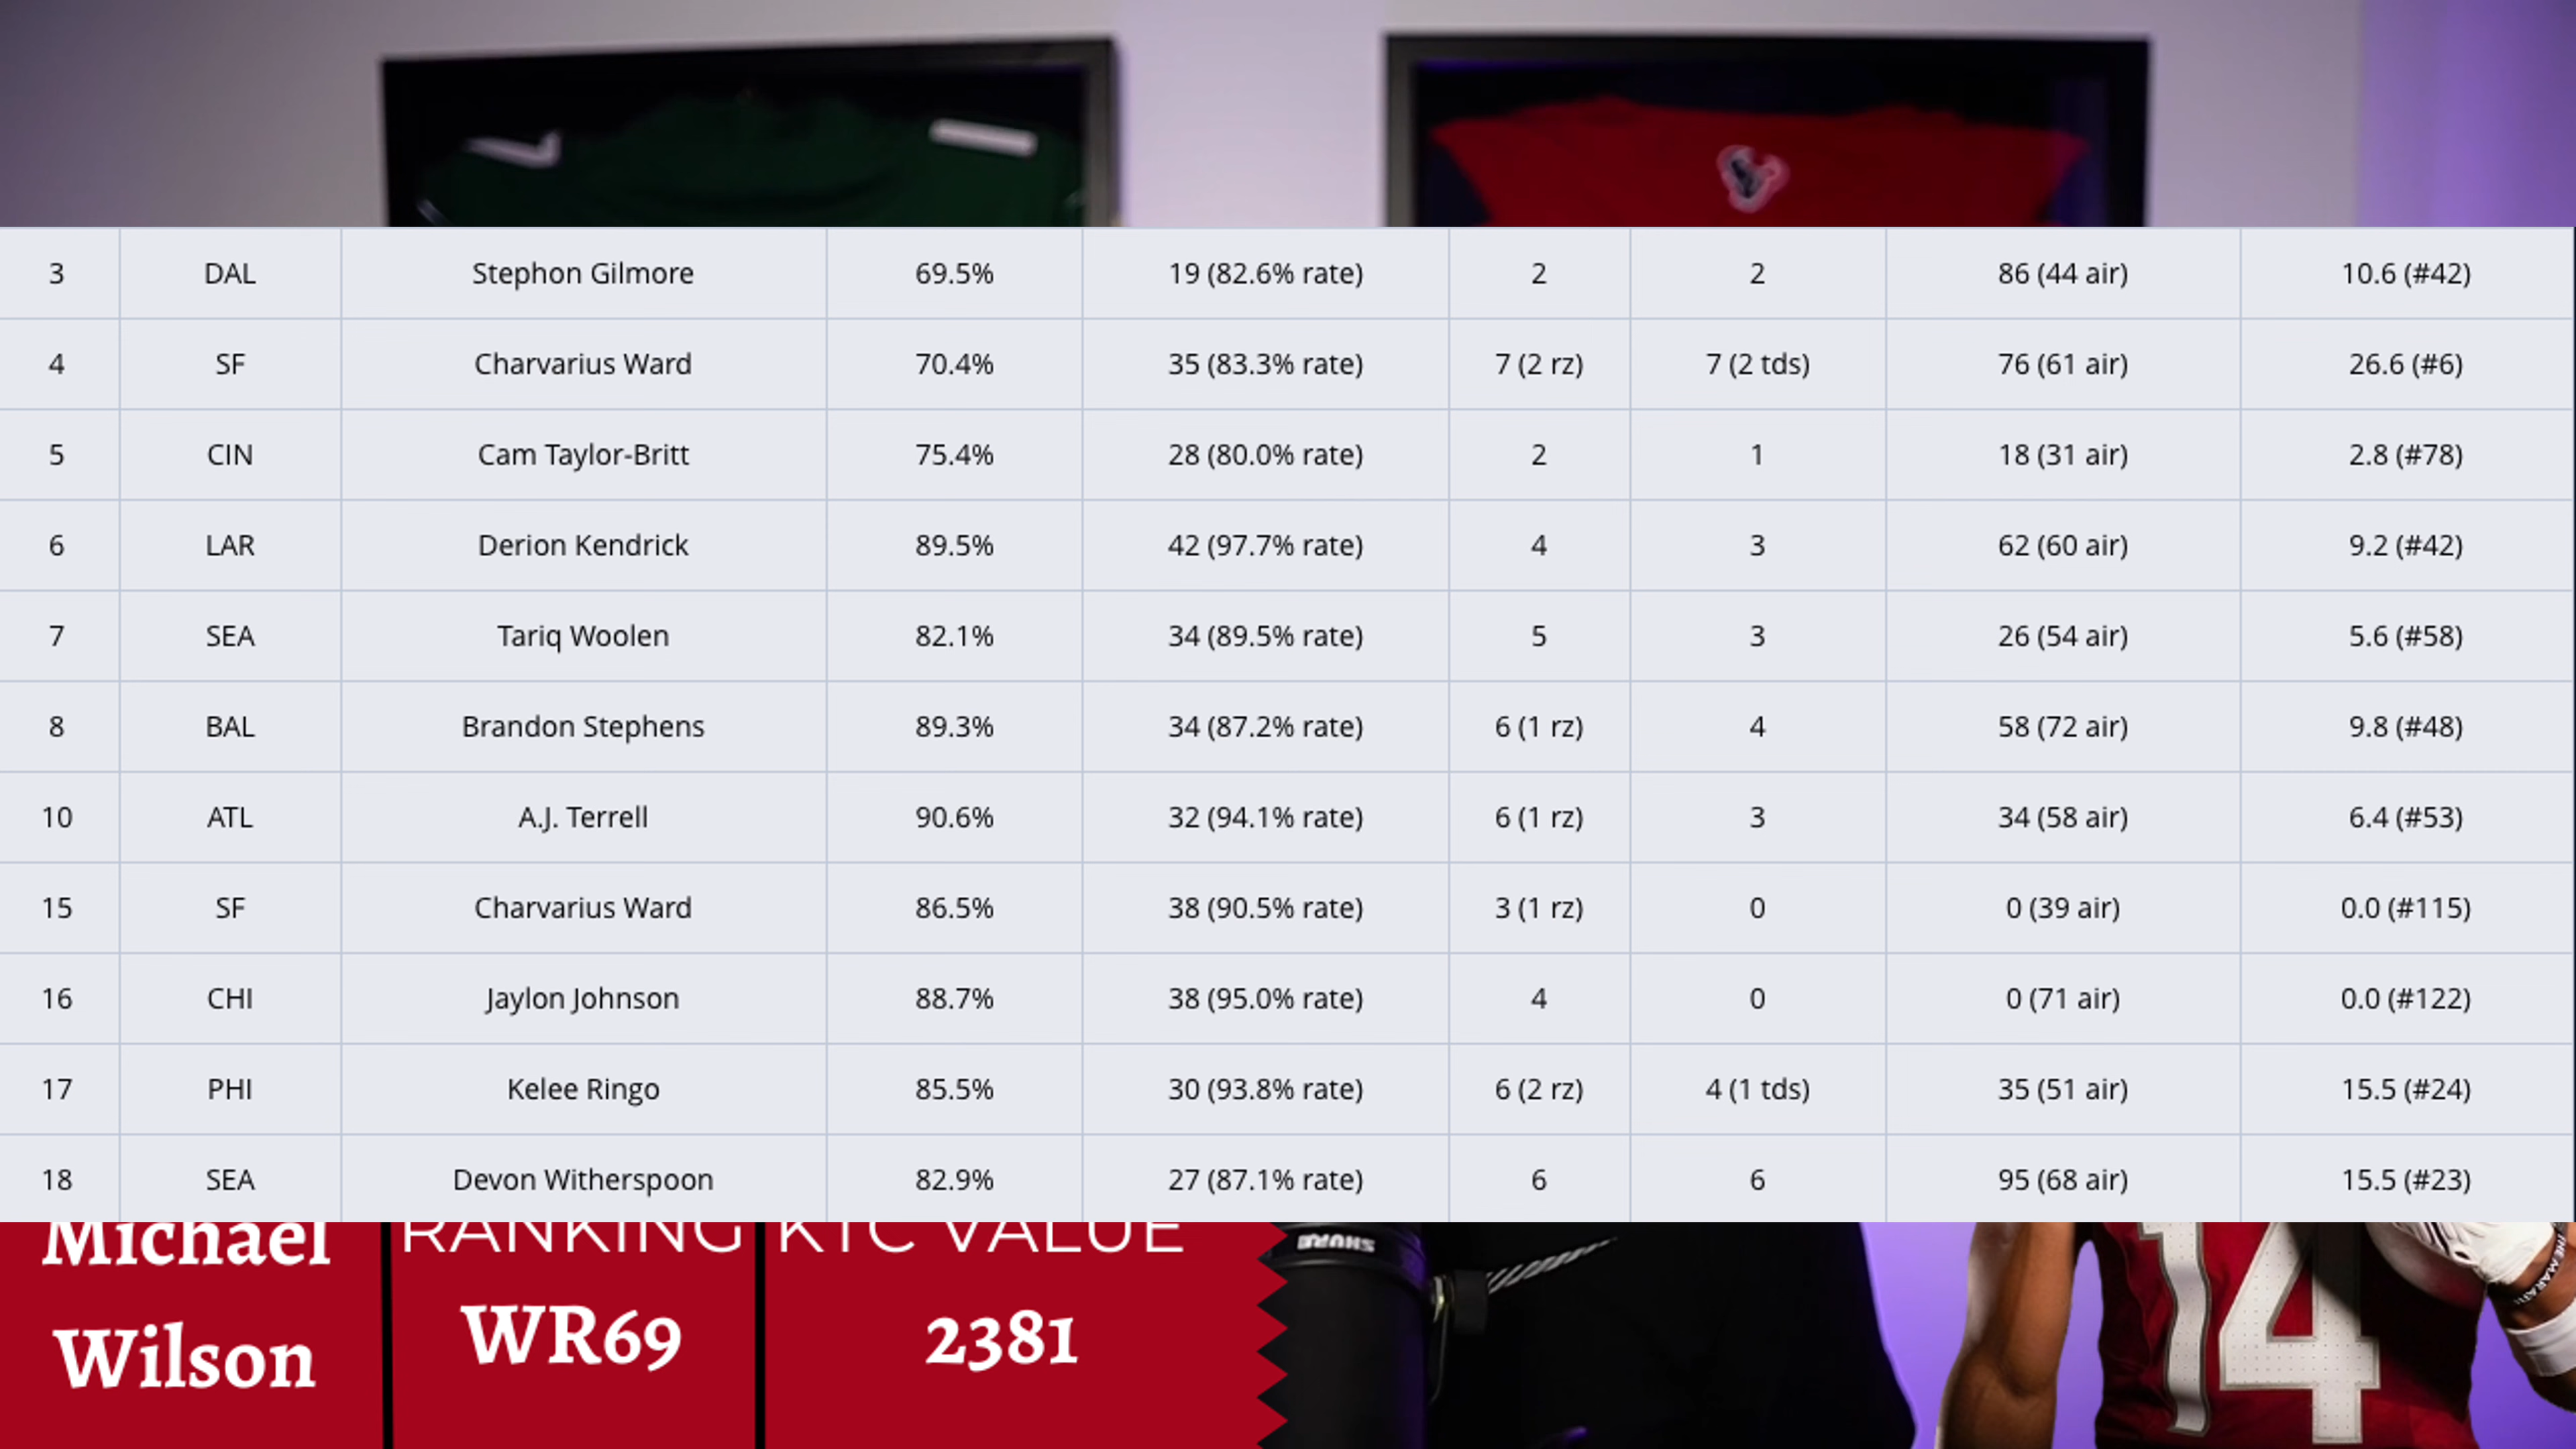 3 DAL Stephon Gilmore 69.5% 19 (82.6% rate) 2 2 86 (44 air) 10.6 (#42)
4 SF Charvarius Ward 70.4% 35 (83.3% rate) 7 (2 rz) 7 (2 tds) 76 (61 air) 26.6 (#6)
5 CIN Cam Taylor-Britt 75.4% 28 (80.0% rate) 2 1 18 (31 air) 2.8 (#78)
6 LAR Derion Kendrick 89.5% 42 (97.7% rate) 4 3 62 (60 air) 9.2 (#42)
7 SEA Tariq Woolen 82.1% 34 (89.5% rate) 5 3 26 (54 air) 5.6 (#58)
8 BAL Brandon Stephens 89.3% 34 (87.2% rate) 6 (1 rz) 4 58 (72 air) 9.8 (#48)
10 ATL A.J. Terrell 90.6% 32 (94.1% rate) 6 (1 rz) 3 34 (58 air) 6.4 (#53)
15 SF Charvarius Ward 86.5% 38 (90.5% rate) 3 (1 rz) 0 0 (39 air) 0.0 (#115)
16 CHI Jaylon Johnson 88.7% 38 (95.0% rate) 4 0 0 (71 air) 0.0 (#122)
17 PHI Kelee Ringo 85.5% 30 (93.8% rate) 6 (2 rz) 4 (1 tds) 35 (51 air) 15.5 (#24)
18 SEA Devon Witherspoon 82.9% 27 (87.1% rate) 6 6 95 (68 air) 15.5 (#23)
Michael
Wilson
RANKING
WR69
KTC VALUE
2381
SHURE
14